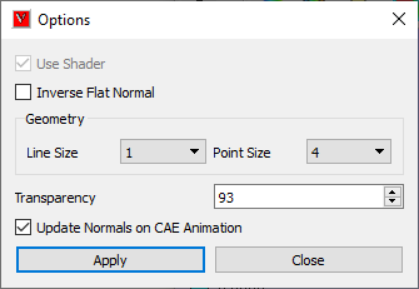 V Options
Use Shader
Inverse Flat Normal
Geometry
Line Size 1 Point Size 4
Transparency 93
Update Normals on CAE Animation
Apply Close